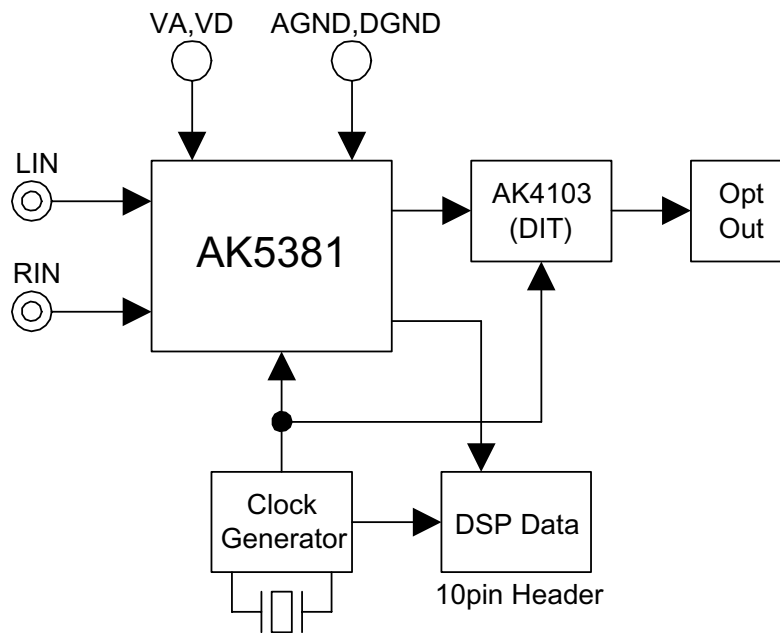 VA,VD
AGND,DGND
LIN
RIN
AK5381
AK4103
(DIT)
Opt
Out
Clock
Generator
DSP Data
10pin Header